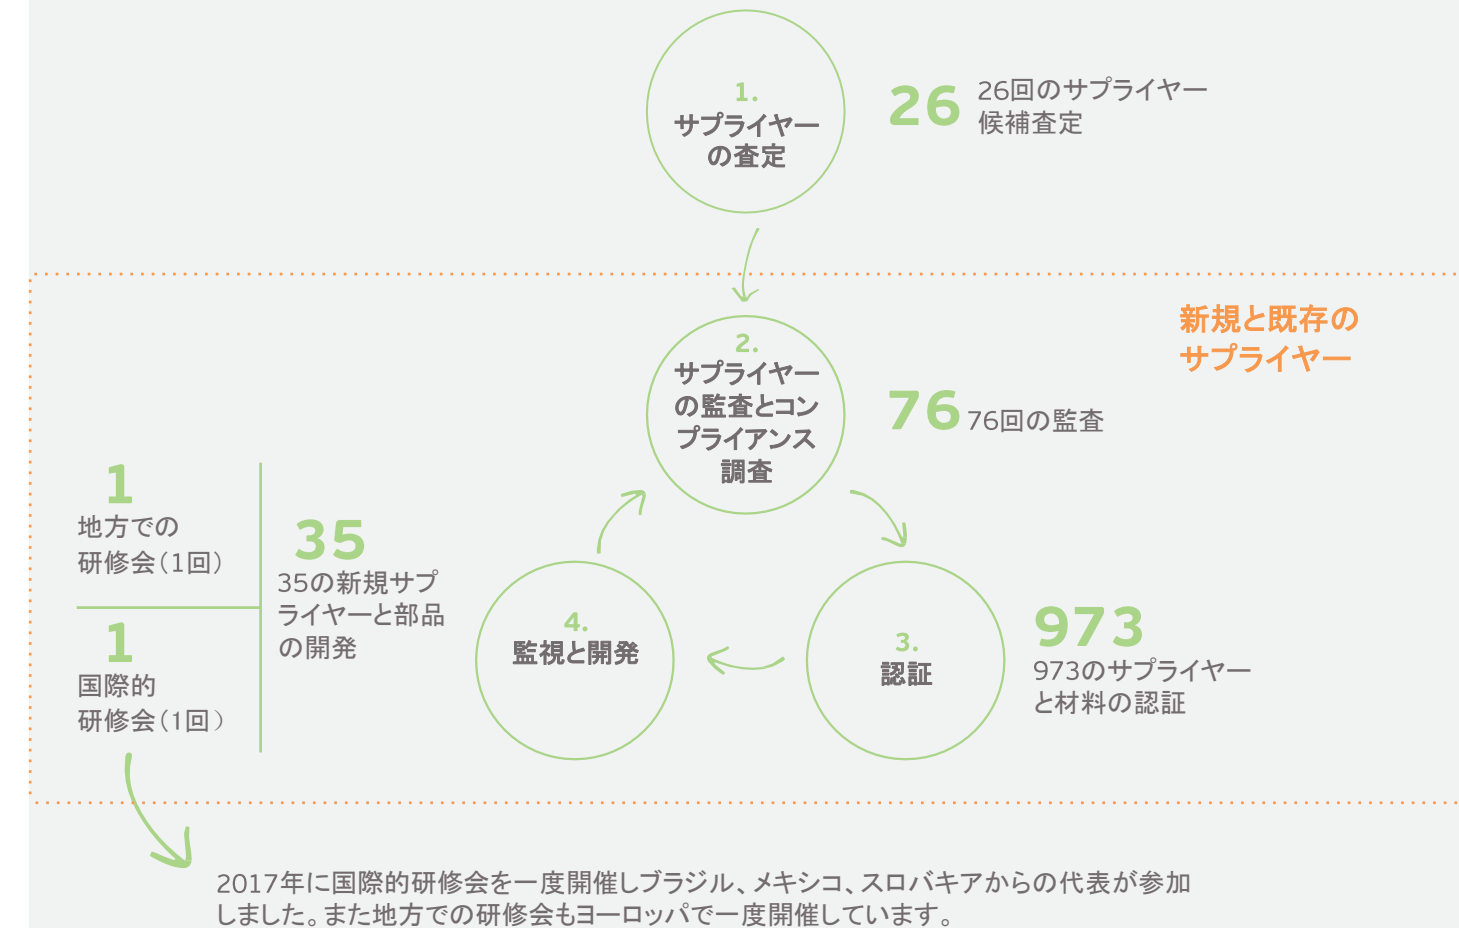 1.
サプライヤー
の査定
26
26回のサプライヤー
候補査定
新規と既存の
サプライヤー
2.
サプライヤー
の監査とコン
プライアンス
調査
76
76回の監査
1
地方での
研修会（1回）
1
国際的
研修会（1回）
35
35の新規サプ
ライヤーと部品
の開発
4.
監視と開発
3.
認証
973
973のサプライヤー
と材料の認証
2017年に国際的研修会を一度開催しブラジル、メキシコ、スロバキアからの代表が参加
しました。また地方での研修会もヨーロッパで一度開催しています。